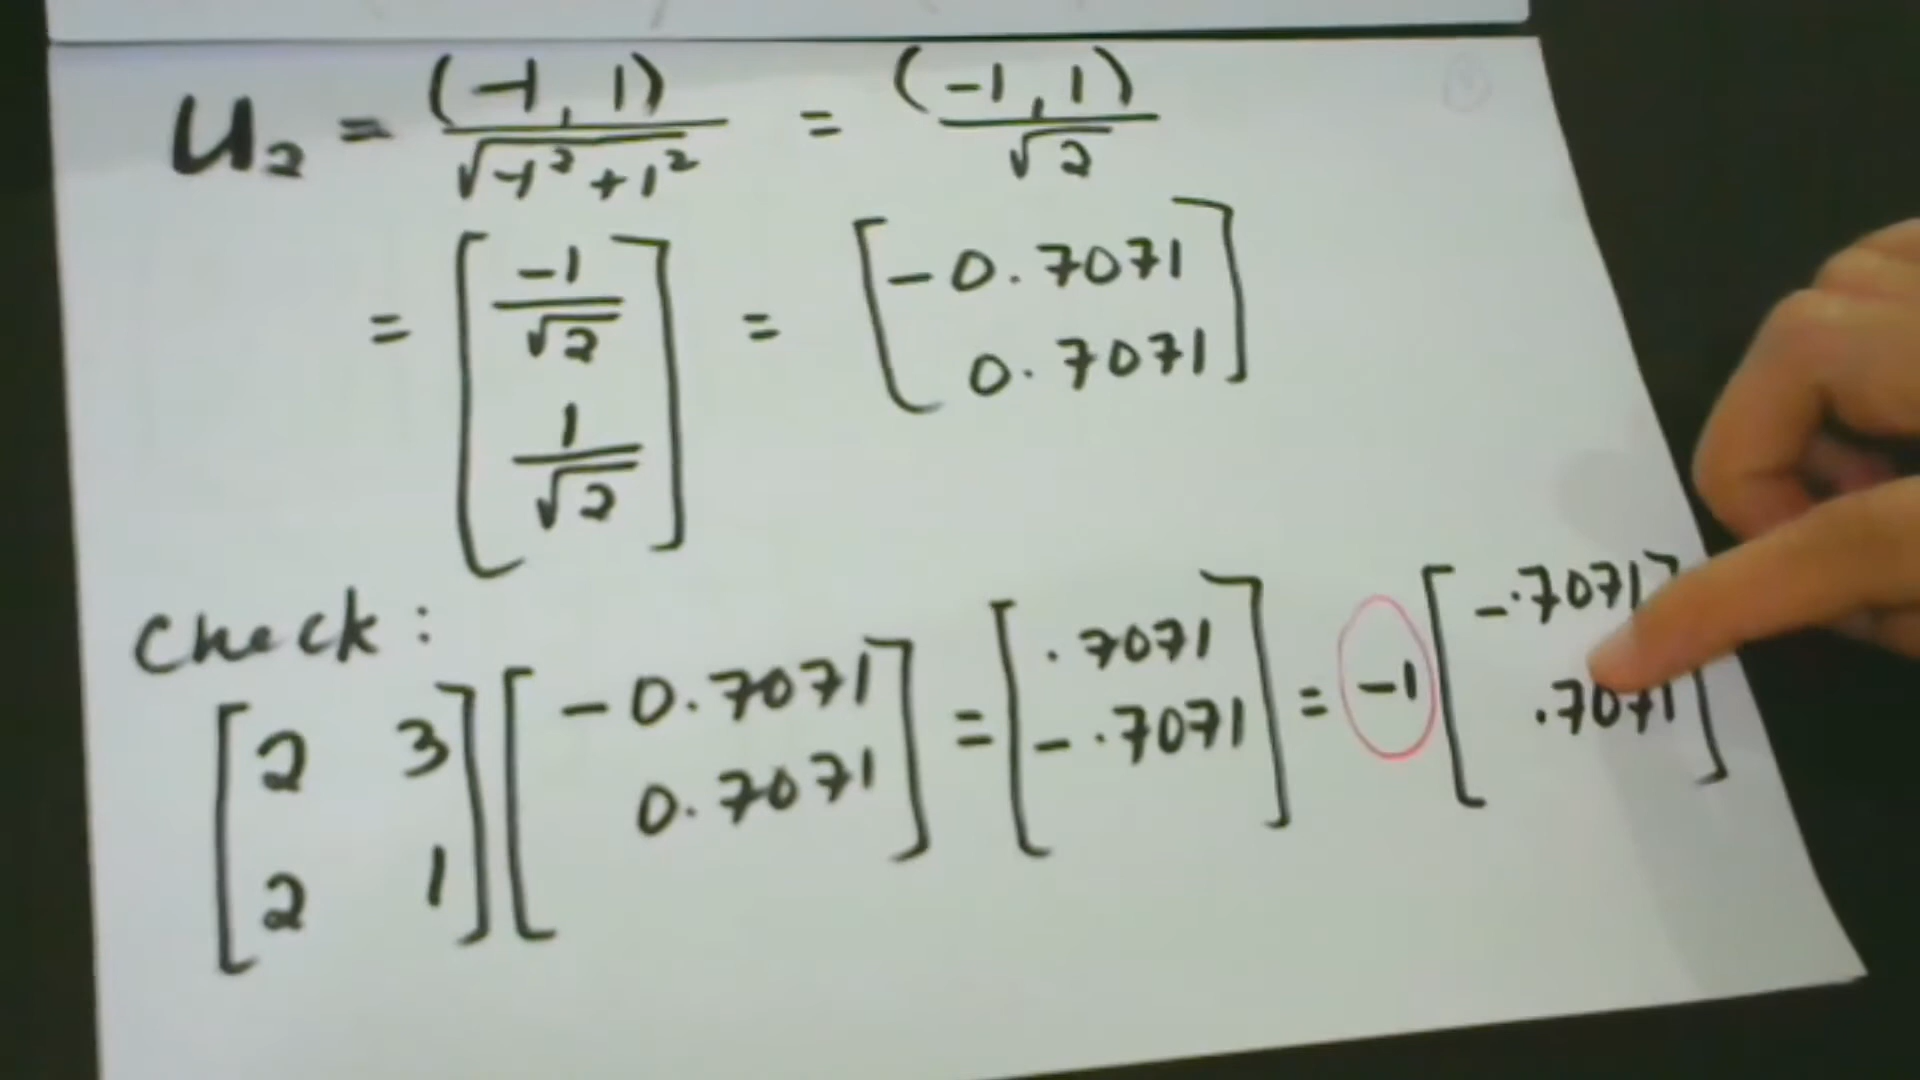 u₂ = (-1, 1) / √-1² + 1² = (-1, 1) / √2
= [-1/√2 1/√2] = [-0.7071 0.7071]
Check:
[2 3 2 1] [-0.7071 0.7071] = [.7071 -.7071] = -1 [-.7071 .7071]